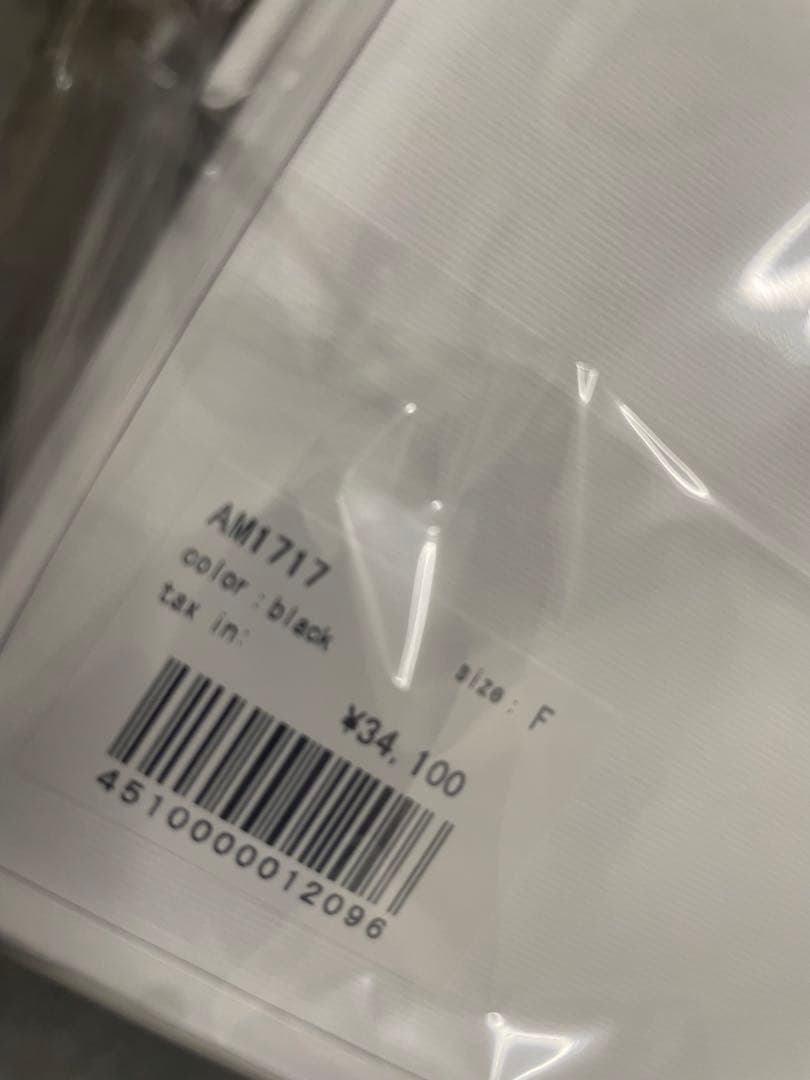 AM1717
color:black size: F
tax in:
¥34,100
4510000012096